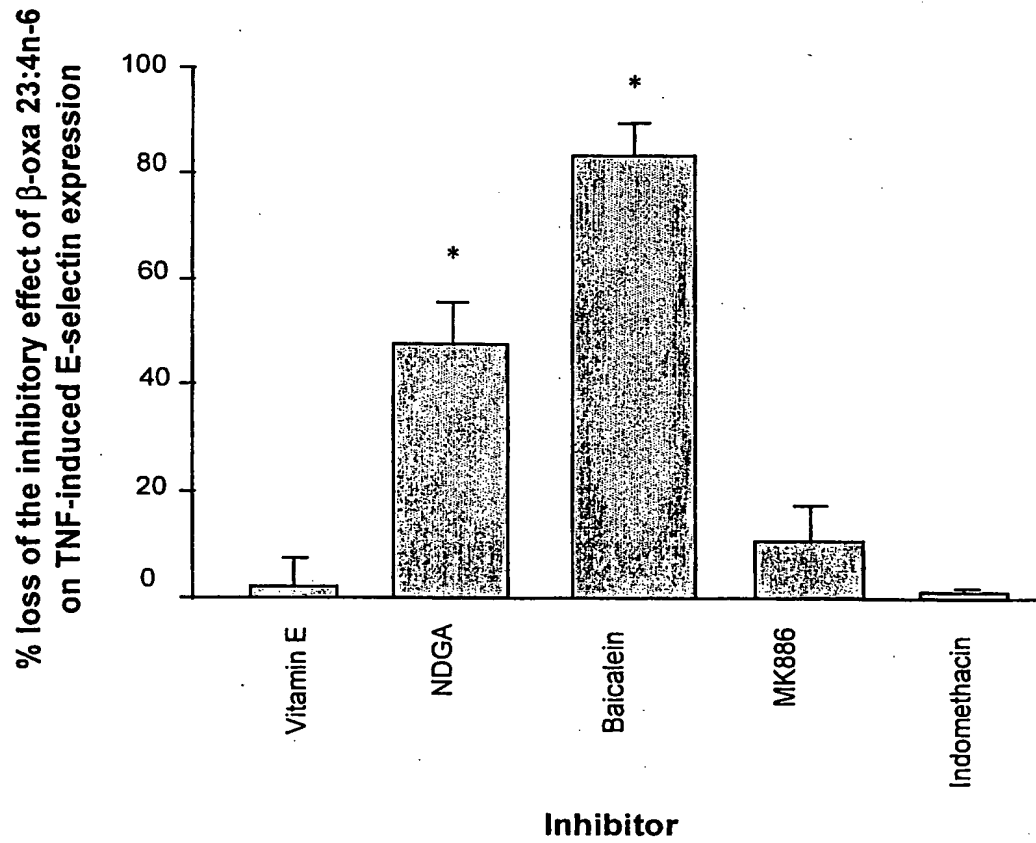 % loss of the inhibitory effect of β-oxa 23:4n-6
on TNF-induced E-selectin expression
100
80
60
40
20
0
*
*
Vitamin E
NDGA
Baicalein
MK886
Indomethacin
Inhibitor